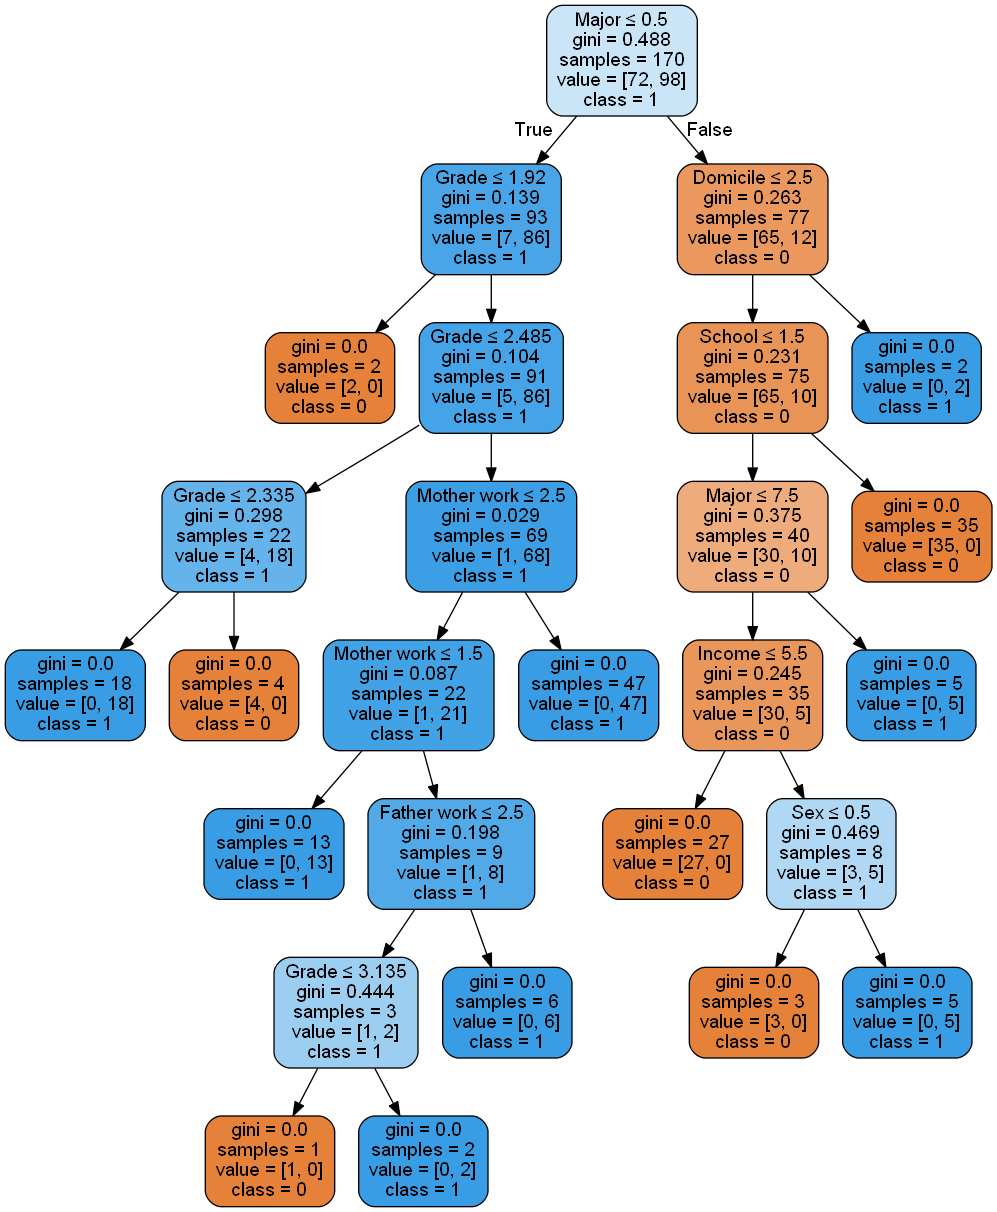 Major ≤ 0.5
gini = 0.488
samples = 170
value = [72, 98]
class = 1
True
False
Grade ≤ 1.92
gini = 0.139
samples = 93
value = [7, 86]
class = 1
Domicile ≤ 2.5
gini = 0.263
samples = 77
value = [65, 12]
class = 0
gini = 0.0
samples = 2
value = [2, 0]
class = 0
Grade ≤ 2.485
gini = 0.104
samples = 91
value = [5, 86]
class = 1
School ≤ 1.5
gini = 0.231
samples = 75
value = [65, 10]
class = 0
gini = 0.0
samples = 2
value = [0, 2]
class = 1
Grade ≤ 2.335
gini = 0.298
samples = 22
value = [4, 18]
class = 1
Mother work ≤ 2.5
gini = 0.029
samples = 69
value = [1, 68]
class = 1
Major ≤ 7.5
gini = 0.375
samples = 40
value = [30, 10]
class = 0
gini = 0.0
samples = 35
value = [35, 0]
class = 0
gini = 0.0
samples = 18
value = [0, 18]
class = 1
gini = 0.0
samples = 4
value = [4, 0]
class = 0
Mother work ≤ 1.5
gini = 0.087
samples = 22
value = [1, 21]
class = 1
gini = 0.0
samples = 47
value = [0, 47]
class = 1
Income ≤ 5.5
gini = 0.245
samples = 35
value = [30, 5]
class = 0
gini = 0.0
samples = 5
value = [0, 5]
class = 1
gini = 0.0
samples = 13
value = [0, 13]
class = 1
Father work ≤ 2.5
gini = 0.198
samples = 9
value = [1, 8]
class = 1
gini = 0.0
samples = 27
value = [27, 0]
class = 0
Sex ≤ 0.5
gini = 0.469
samples = 8
value = [3, 5]
class = 1
Grade ≤ 3.135
gini = 0.444
samples = 3
value = [1, 2]
class = 1
gini = 0.0
samples = 6
value = [0, 6]
class = 1
gini = 0.0
samples = 3
value = [3, 0]
class = 0
gini = 0.0
samples = 5
value = [0, 5]
class = 1
gini = 0.0
samples = 1
value = [1, 0]
class = 0
gini = 0.0
samples = 2
value = [0, 2]
class = 1